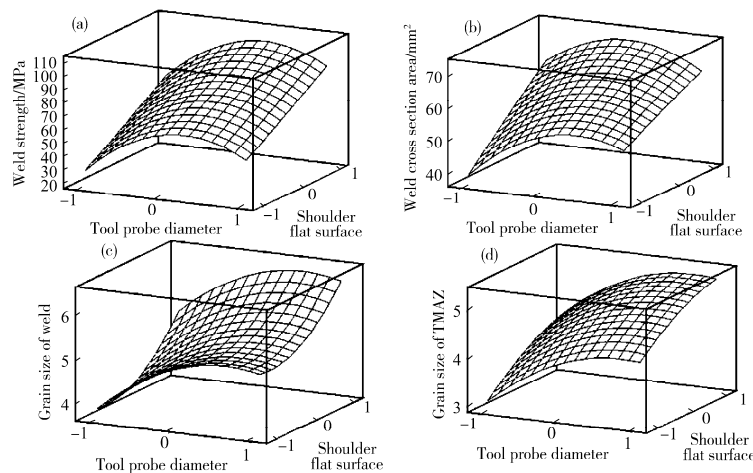 (a)
Weld strength/MPa
110
100
90
80
70
60
50
40
30
20
−1
0
1
Tool probe diameter
−1
0
1
Shoulder
flat surface
(b)
Weld cross section area/mm²
70
60
50
40
−1
0
1
Tool probe diameter
−1
0
1
Shoulder
flat surface
(c)
Grain size of weld
6
5
4
−1
0
1
Tool probe diameter
−1
0
1
Shoulder
flat surface
(d)
Grain size of TMAZ
5
4
3
−1
0
1
Tool probe diameter
−1
0
1
Shoulder
flat surface